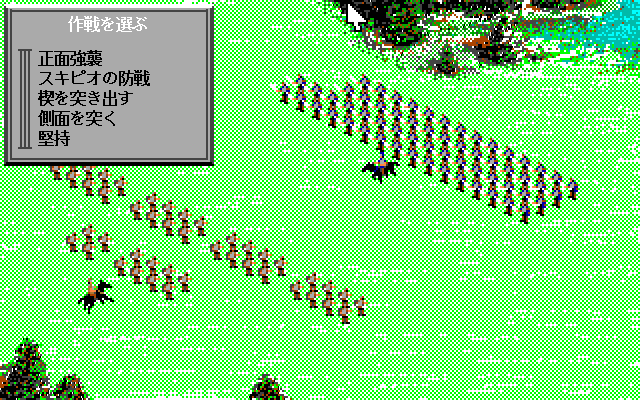 作戦を選ぶ
正面強襲
スキピオの防戦
楔を突き出す
側面を突く
堅持